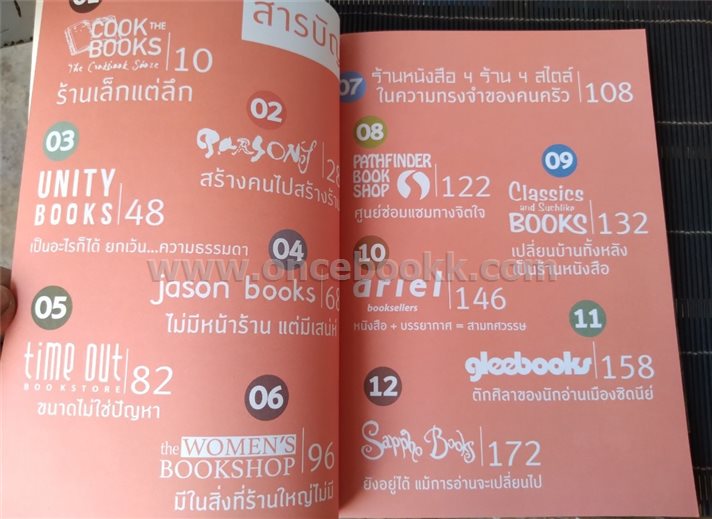 สารบัญ
01
COOK THE
BOOKS
The Cookbook Store
10
ร้านเล็กแต่ลึก
02
PARSONS
28
สร้างคนไปสร้างร้าน
03
UNITY
BOOKS
48
เป็นอะไรก็ได้ ยกเว้น...ความธรรมดา
04
jason books
68
ไม่มีหน้าร้าน แต่มีเสน่ห์
05
time out
BOOKSTORE
82
ขนาดไม่ใช่ปัญหา
06
the WOMEN'S
BOOKSHOP
96
มีในสิ่งที่ร้านใหญ่ไม่มี
07
ร้านหนังสือ 4 ร้าน 4 สไตล์
ในความทรงจำของคนครัว
108
08
PATHFINDER
BOOK
SHOP
122
ศูนย์ซ่อมแซมทางจิตใจ
09
Classics
and Suchlike
BOOKS
132
เปลี่ยนบ้านทั้งหลัง
เป็นร้านหนังสือ
10
ariel
booksellers
146
หนังสือ + บรรยากาศ = สามทศวรรษ
11
gleebooks
158
ตักศิลาของนักอ่านเมืองซิดนีย์
12
Sappho Books
172
ยังอยู่ได้ แม้การอ่านจะเปลี่ยนไป
www.oncebookk.com